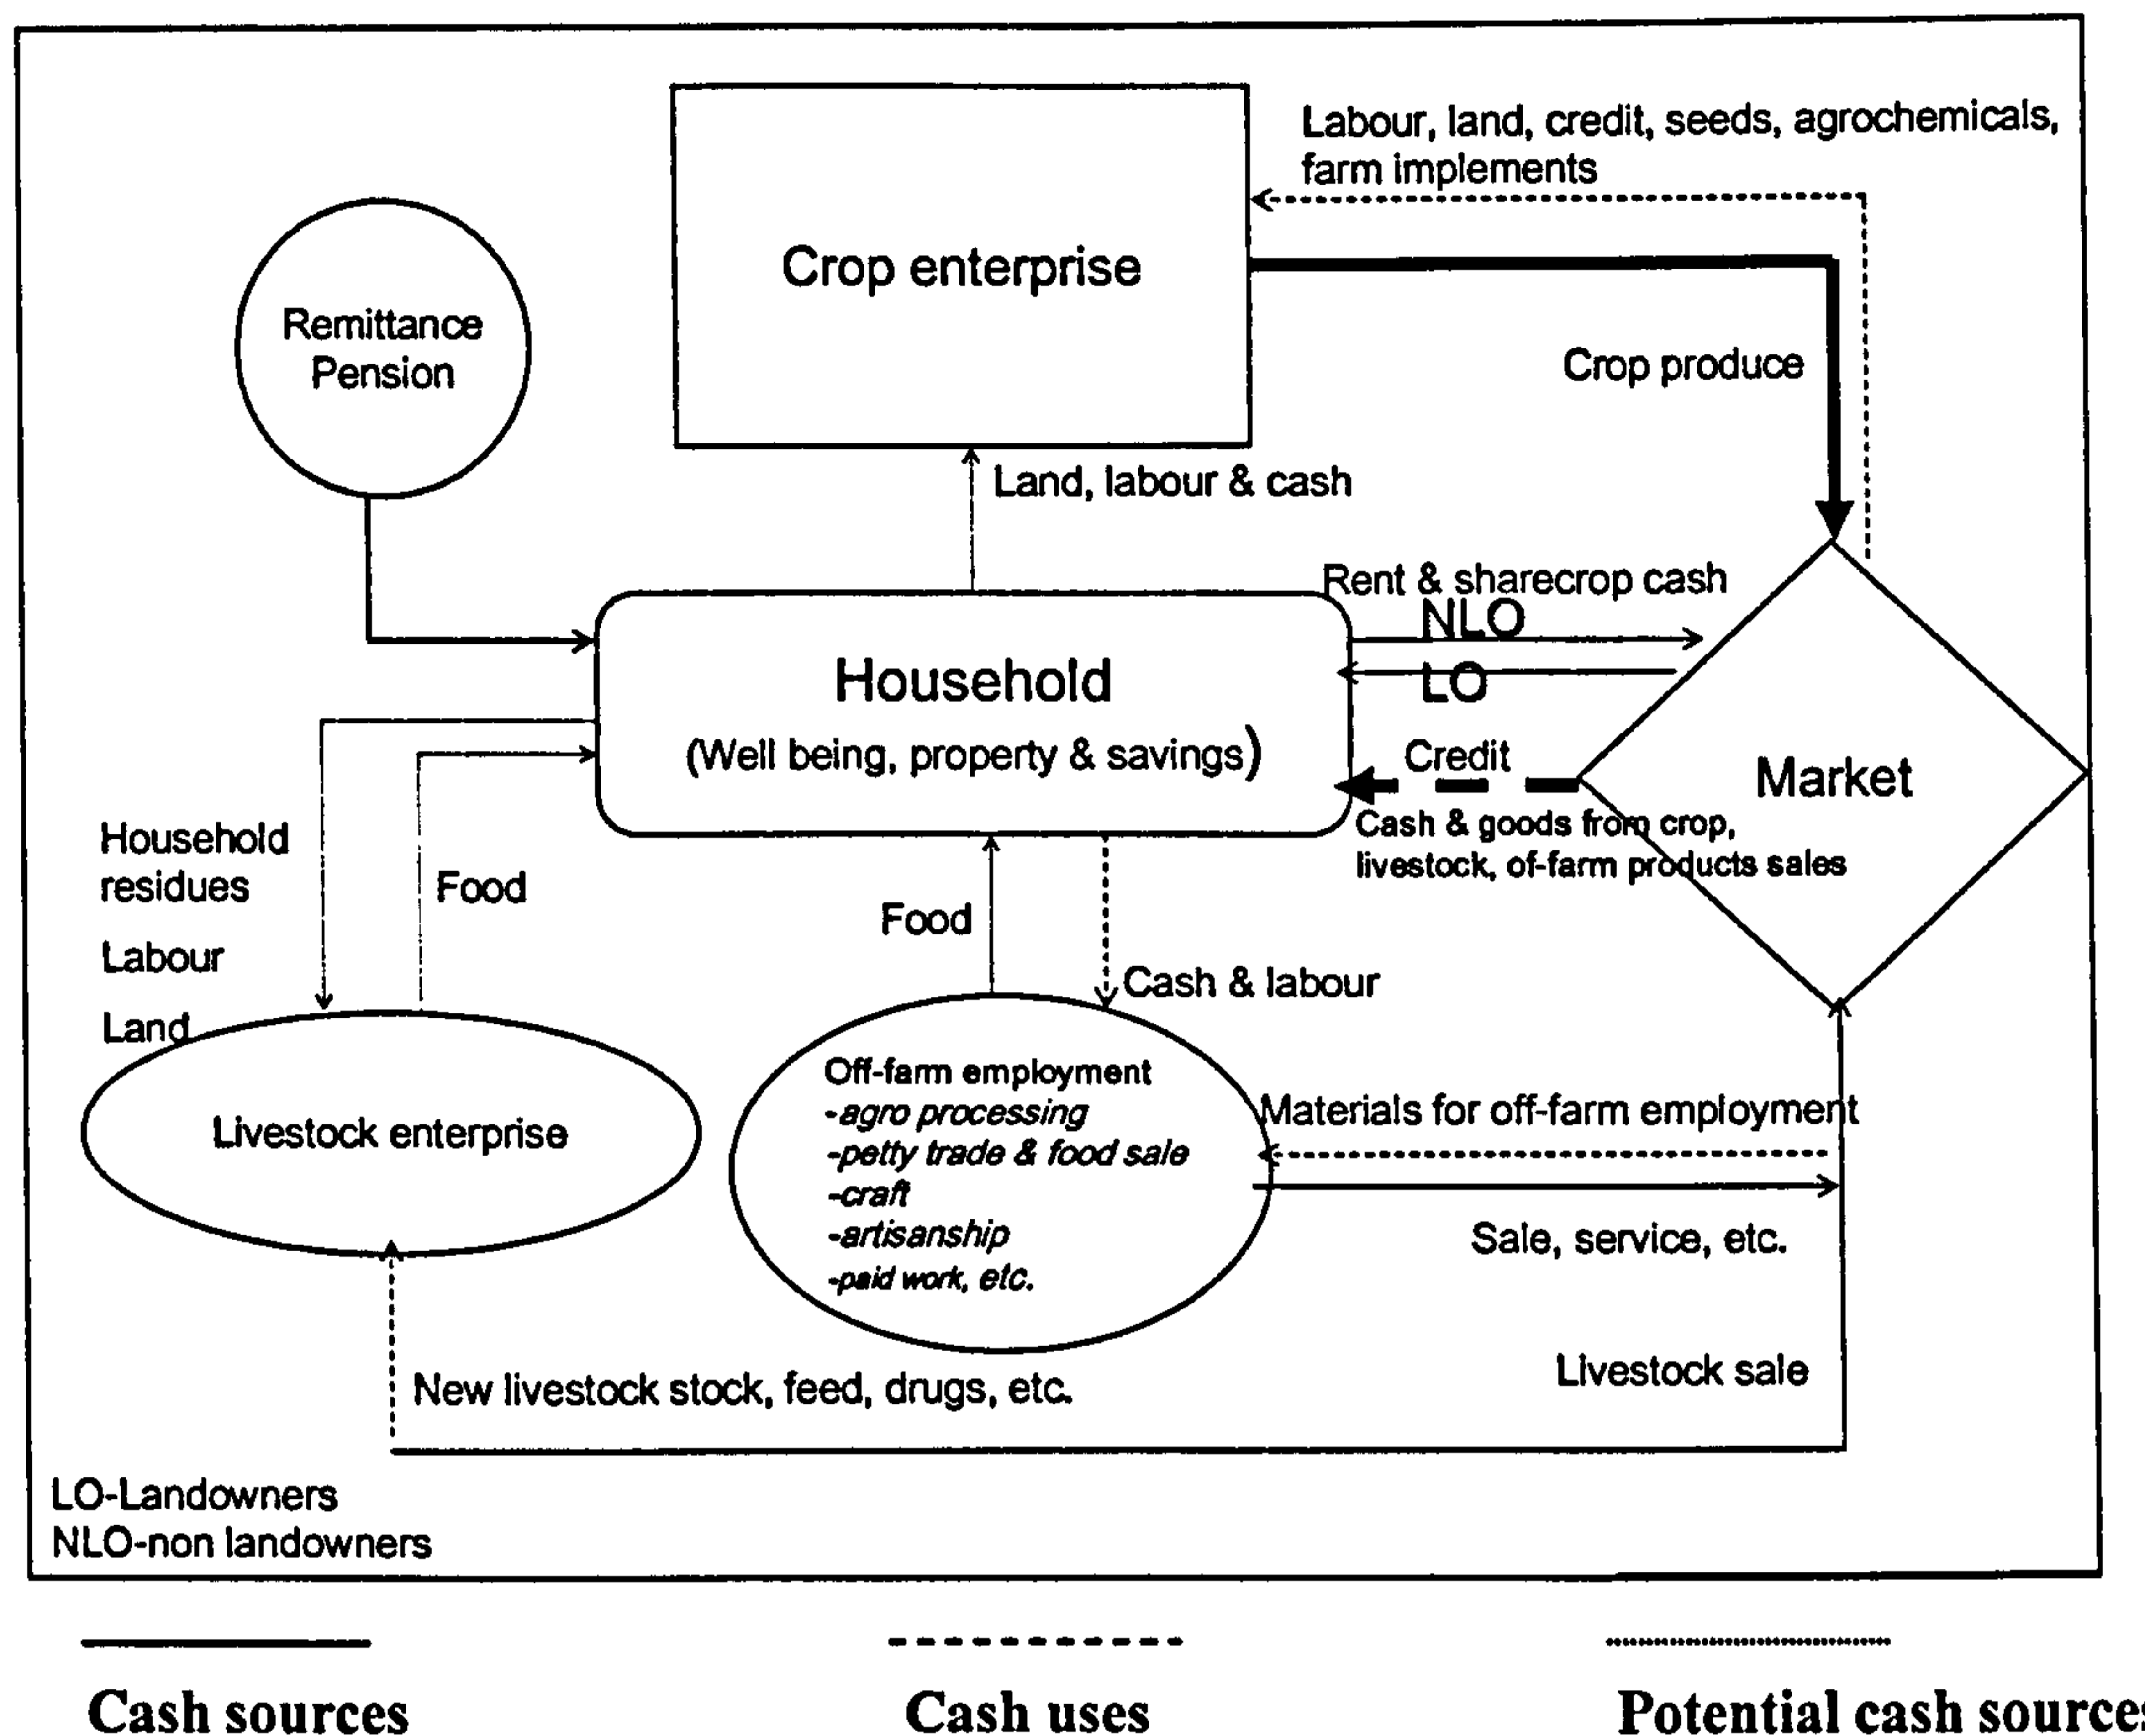 Labour, land, credit, seeds, agrochemicals,
farm implements
Crop enterprise
Remittance
Pension
Crop produce
Land, labour & cash
Rent & sharecrop cash
NLO
LO
Household
(Well being, property & savings)
Credit
Market
Cash & goods from crop,
livestock, of-farm products sales
Household
residues
Labour
Land
Food
Food
Cash & labour
Livestock enterprise
Off-farm employment
-agro processing
-petty trade & food sale
-craft
-artisanship
-paid work, etc.
Materials for off-farm employment
Sale, service, etc.
Livestock sale
New livestock stock, feed, drugs, etc.
LO-Landowners
NLO-non landowners
Cash sources
Cash uses
Potential cash sources